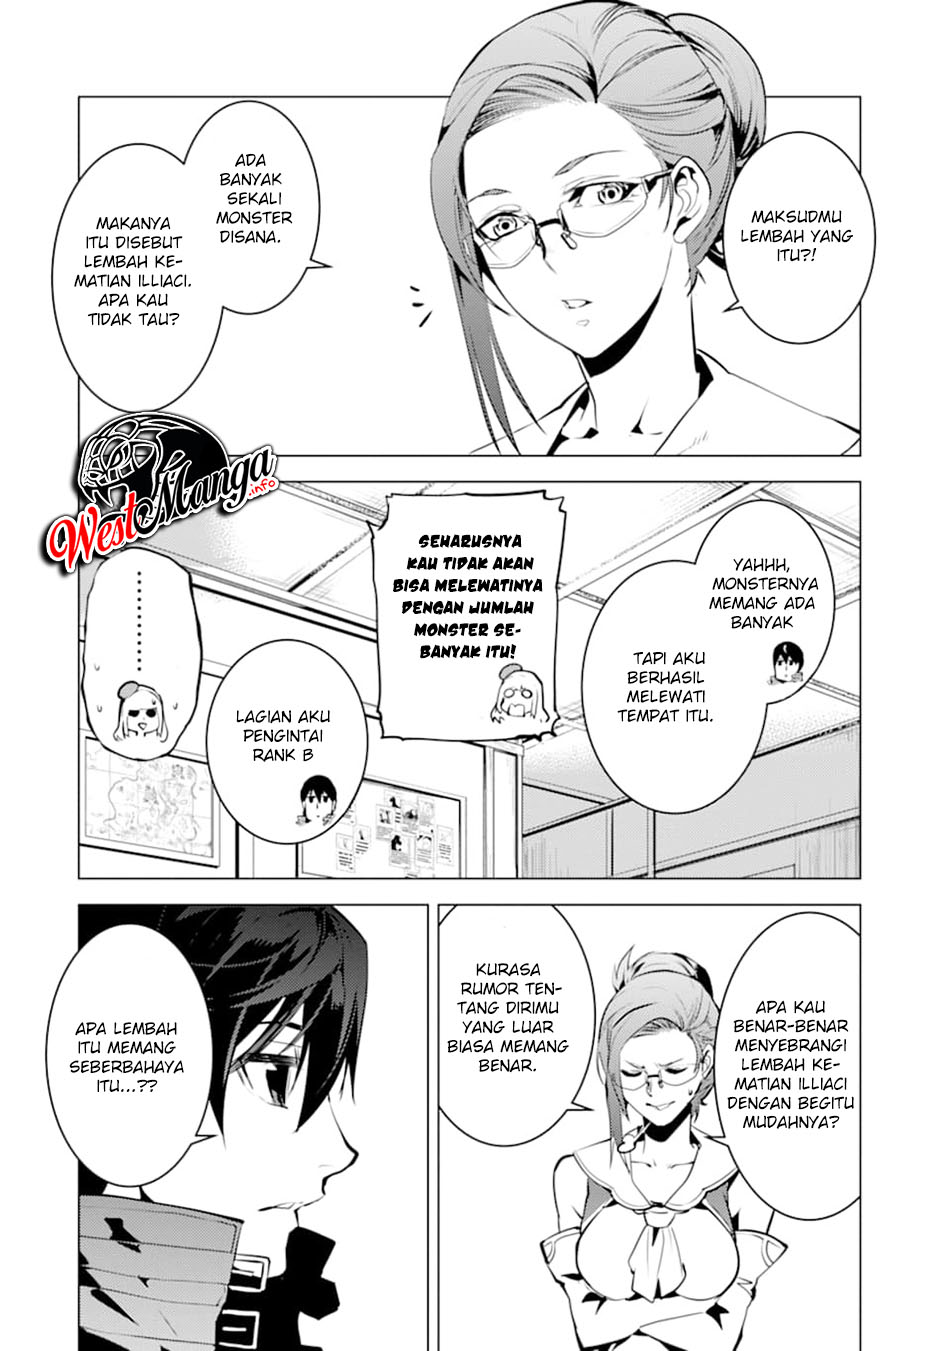 MAKSUDMU
LEMBAH YANG
ITU?!
ADA
BANYAK
SEKALI
MONSTER
DISANA.
MAKANYA
ITU DISEBUT
LEMBAH KE-
MATIAN ILLIACI.
APA KAU
TIDAK TAU?
WestManga
.info
YAHHH,
MONSTERNYA
MEMANG ADA
BANYAK
TAPI AKU
BERHASIL
MELEWATI
TEMPAT ITU.
SEHARUSNYA
KAU TIDAK AKAN
BISA MELEWATINYA
DENGAN JUMLAH
MONSTER SE-
BANYAK ITU!
LAGIAN AKU
PENGINTAI
RANK B
..........
APA KAU
BENAR-BENAR
MENYEBRANGI
LEMBAH KE-
MATIAN ILLIACI
DENGAN BEGITU
MUDAHNYA?
KURASA
RUMOR TEN-
TANG DIRIMU
YANG LUAR
BIASA MEMANG
BENAR.
APA LEMBAH
ITU MEMANG
SEBERBAHAYA
ITU...??